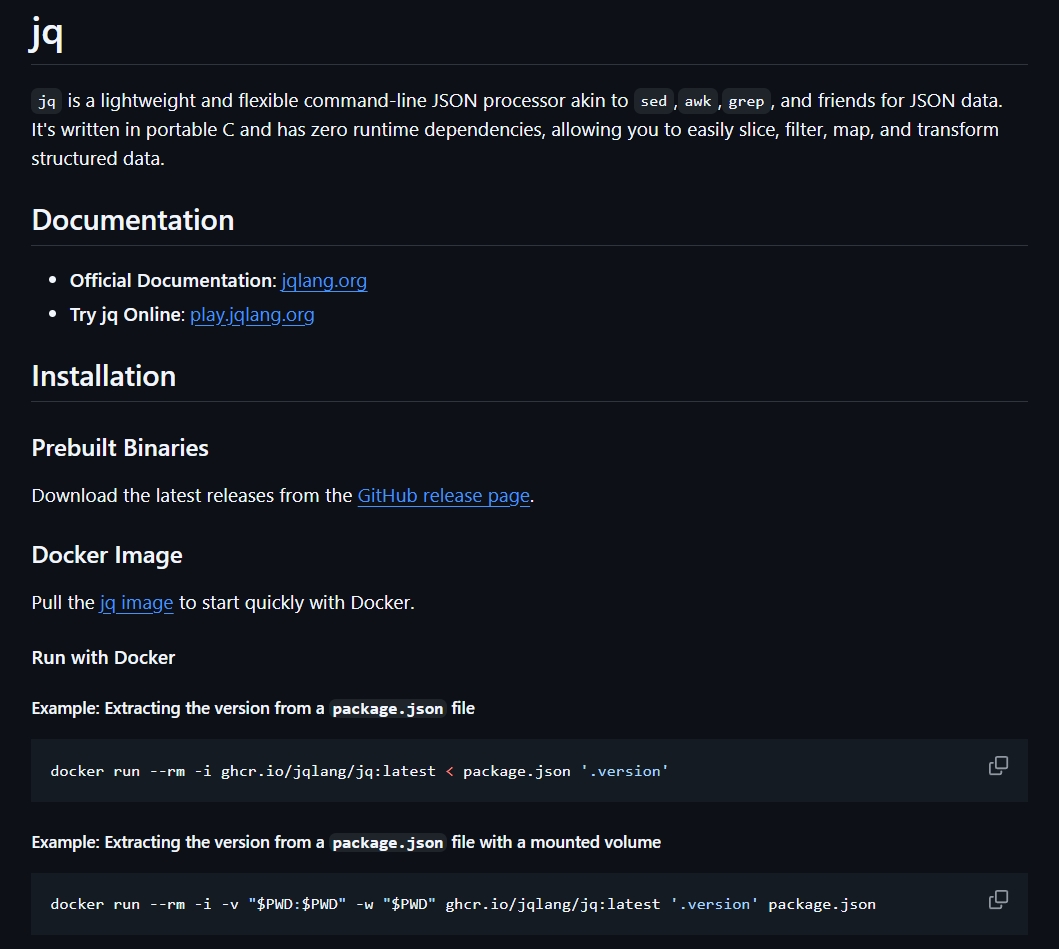 jq
jq is a lightweight and flexible command-line JSON processor akin to sed, awk, grep, and friends for JSON data.
It's written in portable C and has zero runtime dependencies, allowing you to easily slice, filter, map, and transform
structured data.
Documentation
• Official Documentation: jqlang.org
• Try jq Online: play.jqlang.org
Installation
Prebuilt Binaries
Download the latest releases from the GitHub release page.
Docker Image
Pull the jq image to start quickly with Docker.
Run with Docker
Example: Extracting the version from a package.json file
docker run --rm -i ghcr.io/jqlang/jq:latest < package.json '.version'
Example: Extracting the version from a package.json file with a mounted volume
docker run --rm -i -v "$PWD:$PWD" -w "$PWD" ghcr.io/jqlang/jq:latest '.version' package.json